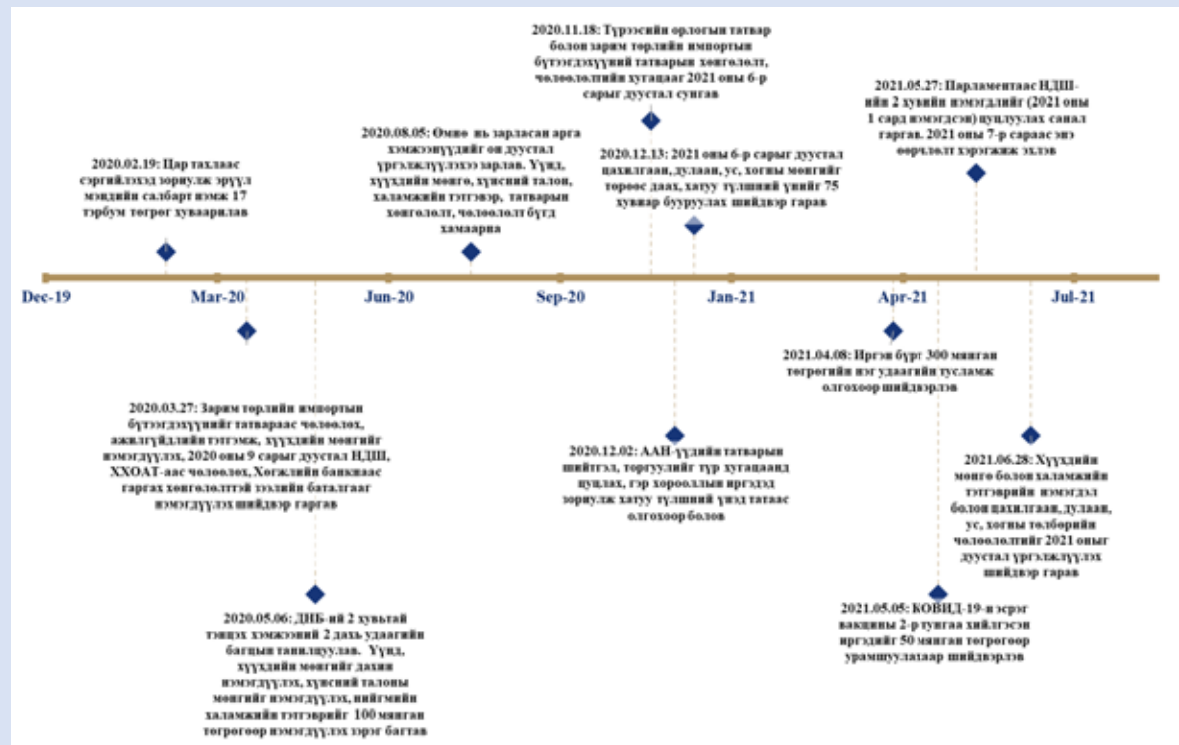 2020.11.18: Түрээсийн орлогын татвар
болон зарим төрлийн импортын
бүтээгдэхүүний татварын хөнгөлөлт,
чөлөөлөлтийн хугацааг 2021 оны 6-р
сарыг дуустал сунгав
2021.05.27: Парламентаас НДШ-
ийн 2 хувийн нэмэгдлийг (2021 оны
1 сард нэмэгдсэн) цуцлуулах санал
гаргав. 2021 оны 7-р сараас энэ
өөрчлөлт хэрэгжиж эхлэв
2020.08.05: Өмнө нь зарласан арга
хэмжээнүүдийг он дуустал
үргэлжлүүлэхээ зарлав. Үүнд,
хүүхдийн мөнгө, хүнсний талон,
халамжийн тэтгэвэр, татварын
хөнгөлөлт, чөлөөлөлт бүгд
хамаарна
2020.12.13: 2021 оны 6-р сарыг дуустал
цахилгаан, дулаан, ус, хогны мөнгийг
төрөөс даах, хатуу түлшний үнийг 75
хувиар бууруулах шийдвэр гарав
2020.02.19: Цар тахлаас
сэргийлэхэд зориулж эрүүл
мэндийн салбарт нэмж 17
тэрбум төгрөг хуваарилав
Dec-19
Mar-20
Jun-20
Sep-20
Jan-21
Apr-21
Jul-21
2021.04.08: Иргэн бүрт 300 мянган
төгрөгийн нэг удаагийн тусламж
олгохоор шийдвэрлэв
2020.03.27: Зарим төрлийн импортын
бүтээгдэхүүнийг татвараас чөлөөлөх,
ажилгүйдлийн тэтгэмж, хүүхдийн мөнгийг
нэмэгдүүлэх, 2020 оны 9 сарыг дуустал НДШ,
ХХОАТ-аас чөлөөлөх, Хөгжлийн банкнаас
гаргах хөнгөлөлттэй зээлийн баталгааг
нэмэгдүүлэх шийдвэр гаргав
2020.12.02: ААН-үүдийн татварын
шийтгэл, торгуулийг түр хугацаанд
цуцлах, гэр хорооллын иргэдэд
зориулж хатуу түлшний үнэд татаас
олгохоор болов
2021.06.28: Хүүхдийн
мөнгө болон халамжийн
тэтгэврийн нэмэгдэл
болон цахилгаан, дулаан,
ус, хогны төлбөрийн
чөлөөлөлтийг 2021 оныг
дуустал үргэлжлүүлэх
шийдвэр гарав
2020.05.06: ДНБ-ий 2 хувьтай
тэнцэх хэмжээний 2 дахь удаагийн
багцын танилцуулав. Үүнд,
хүүхдийн мөнгийг дахин
нэмэгдүүлэх, хүнсний талоны
мөнгийг нэмэгдүүлэх, нийгмийн
халамжийн тэтгэврийг 100 мянган
төгрөгөөр нэмэгдүүлэх зэрэг багтав
2021.05.05: КОВИД-19-н эсрэг
вакцины 2-р тунгаа хийлгэсэн
иргэдийг 50 мянган төгрөгөөр
урамшуулахаар шийдвэрлэв